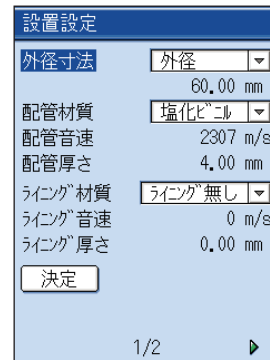 設置設定
外径寸法 外径
60.00 mm
配管材質 塩化ﾋﾞﾆﾙ
配管音速 2307 m/s
配管厚さ 4.00 mm
ﾗｲﾆﾝｸﾞ材質 ﾗｲﾆﾝｸﾞ無し
ﾗｲﾆﾝｸﾞ音速 0 m/s
ﾗｲﾆﾝｸﾞ厚さ 0.00 mm
決定
1/2